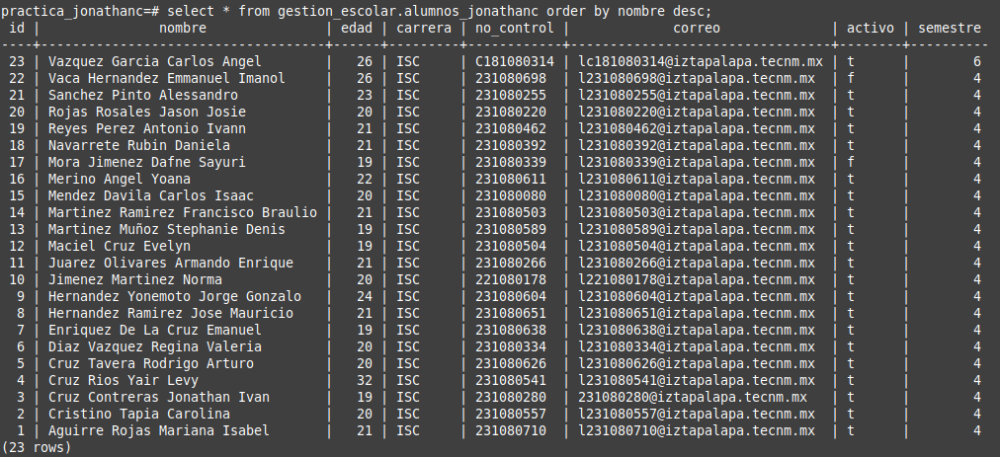 practica_jonathanc=# select * from gestion_escolar.alumnos_jonathanc order by nombre desc;
 id |              nombre               | edad | carrera | no_control |             correo              | activo | semestre
----+-----------------------------------+------+---------+------------+---------------------------------+--------+----------
 23 | Vazquez Garcia Carlos Angel       |   26 | ISC     | C181080314 | lc181080314@iztapalapa.tecnm.mx | t      |        6
 22 | Vaca Hernandez Emmanuel Imanol    |   26 | ISC     | 231080698  | l231080698@iztapalapa.tecnm.mx  | f      |        4
 21 | Sanchez Pinto Alessandro          |   23 | ISC     | 231080255  | l231080255@iztapalapa.tecnm.mx  | t      |        4
 20 | Rojas Rosales Jason Josie         |   20 | ISC     | 231080220  | l231080220@iztapalapa.tecnm.mx  | t      |        4
 19 | Reyes Perez Antonio Ivann         |   21 | ISC     | 231080462  | l231080462@iztapalapa.tecnm.mx  | t      |        4
 18 | Navarrete Rubin Daniela           |   21 | ISC     | 231080392  | l231080392@iztapalapa.tecnm.mx  | t      |        4
 17 | Mora Jimenez Dafne Sayuri         |   19 | ISC     | 231080339  | l231080339@iztapalapa.tecnm.mx  | f      |        4
 16 | Merino Angel Yoana                |   22 | ISC     | 231080611  | l231080611@iztapalapa.tecnm.mx  | t      |        4
 15 | Mendez Davila Carlos Isaac        |   20 | ISC     | 231080080  | l231080080@iztapalapa.tecnm.mx  | t      |        4
 14 | Martinez Ramirez Francisco Braulio |   21 | ISC     | 231080503  | l231080503@iztapalapa.tecnm.mx  | t      |        4
 13 | Martinez Muñoz Stephanie Denis    |   19 | ISC     | 231080589  | l231080589@iztapalapa.tecnm.mx  | t      |        4
 12 | Maciel Cruz Evelyn                |   19 | ISC     | 231080504  | l231080504@iztapalapa.tecnm.mx  | t      |        4
 11 | Juarez Olivares Armando Enrique   |   21 | ISC     | 231080266  | l231080266@iztapalapa.tecnm.mx  | t      |        4
 10 | Jimenez Martinez Norma            |   20 | ISC     | 221080178  | l221080178@iztapalapa.tecnm.mx  | t      |        4
  9 | Hernandez Yonemoto Jorge Gonzalo  |   24 | ISC     | 231080604  | l231080604@iztapalapa.tecnm.mx  | t      |        4
  8 | Hernandez Ramirez Jose Mauricio   |   21 | ISC     | 231080651  | l231080651@iztapalapa.tecnm.mx  | t      |        4
  7 | Enriquez De La Cruz Emanuel       |   19 | ISC     | 231080638  | l231080638@iztapalapa.tecnm.mx  | t      |        4
  6 | Diaz Vazquez Regina Valeria       |   20 | ISC     | 231080334  | l231080334@iztapalapa.tecnm.mx  | t      |        4
  5 | Cruz Tavera Rodrigo Arturo        |   20 | ISC     | 231080626  | l231080626@iztapalapa.tecnm.mx  | t      |        4
  4 | Cruz Rios Yair Levy               |   32 | ISC     | 231080541  | l231080541@iztapalapa.tecnm.mx  | t      |        4
  3 | Cruz Contreras Jonathan Ivan      |   19 | ISC     | 231080280  | 231080280@iztapalapa.tecnm.mx   | t      |        4
  2 | Cristino Tapia Carolina           |   20 | ISC     | 231080557  | l231080557@iztapalapa.tecnm.mx  | t      |        4
  1 | Aguirre Rojas Mariana Isabel      |   21 | ISC     | 231080710  | l231080710@iztapalapa.tecnm.mx  | t      |        4
(23 rows)